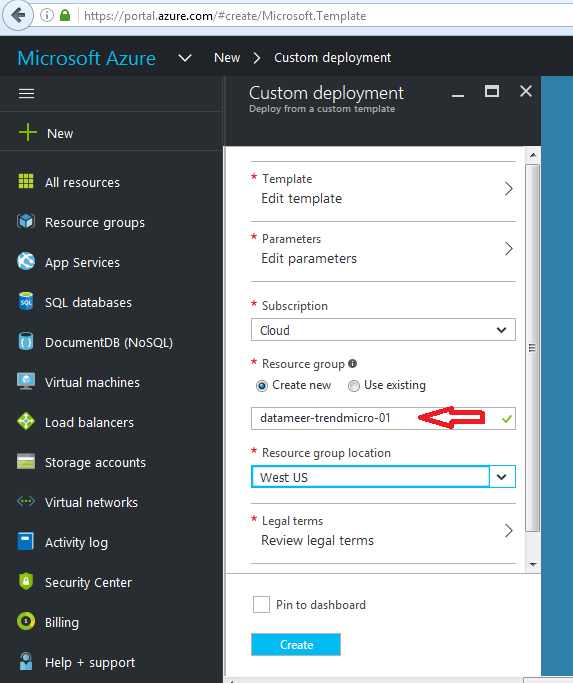 https://portal.azure.com/#create/Microsoft.Template
Microsoft Azure New > Custom deployment
New
All resources
Resource groups
App Services
SQL databases
DocumentDB (NoSQL)
Virtual machines
Load balancers
Storage accounts
Virtual networks
Activity log
Security Center
Billing
Help + support
Custom deployment
Deploy from a custom template
* Template
Edit template
* Parameters
Edit parameters
* Subscription
Cloud
* Resource group
Create new Use existing
datameer-trendmicro-01
* Resource group location
West US
* Legal terms
Review legal terms
Pin to dashboard
Create